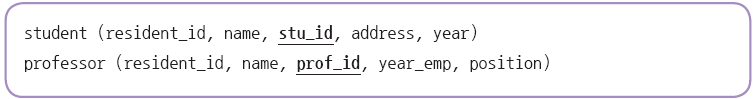 student (resident_id, name, stu_id, address, year)
professor (resident_id, name, prof_id, year_emp, position)